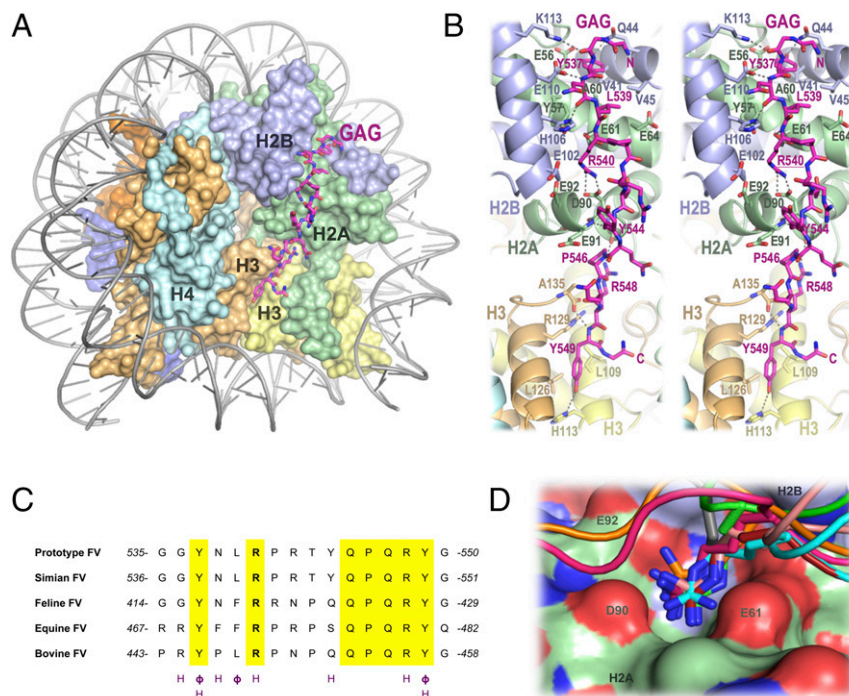 A
GAG
H2B
H2A
H3
H4
H3
B
GAG
K113
Q44
N
E56
Y537
A60
V41
E110
V45
L539
Y57
E61
E64
H106
E102
R540
E92
D90
H2B
Y544
H2A
E91
P546
A135
R548
R129
Y549
C
L109
L126
H3
H113
GAG
K113
Q44
N
E56
Y537
A60
V41
E110
V45
L539
Y57
E61
E64
H106
E102
R540
E92
D90
H2B
Y544
H2A
E91
P546
A135
R548
R129
Y549
C
L109
L126
H3
H113
C
Prototype FV 535- G G Y N L R P R T Y Q P Q R Y G -550
Simian FV 536- G G Y N L R P R T Y Q P Q R Y G -551
Feline FV 414- G G Y N F R R N P Q Q P Q R Y G -429
Equine FV 467- R R Y F F R P R P S Q P Q R Y Q -482
Bovine FV 443- P R Y P L R P N P Q Q P Q R Y G -458
H ϕ H ϕ H H H ϕ
H H
D
H2B
E92
D90
E61
H2A